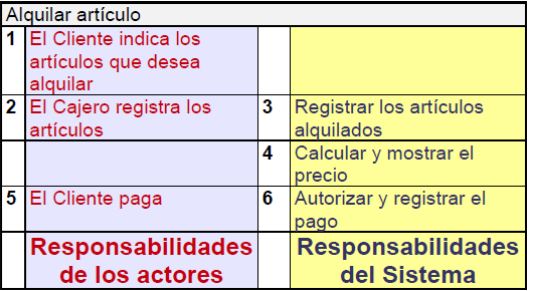 Alquilar artículo
1 El Cliente indica los
artículos que desea
alquilar
2 El Cajero registra los 3 Registrar los artículos
artículos alquilados
4 Calcular y mostrar el
precio
5 El Cliente paga 6 Autorizar y registrar el
pago
Responsabilidades Responsabilidades
de los actores del Sistema